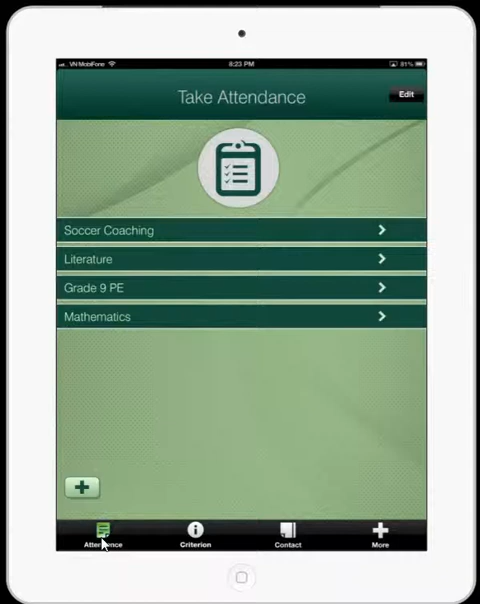 VN MobiFone 8:23 PM 81%
Take Attendance
Edit
Soccer Coaching
Literature
Grade 9 PE
Mathematics
Attendence Criterion Contact More